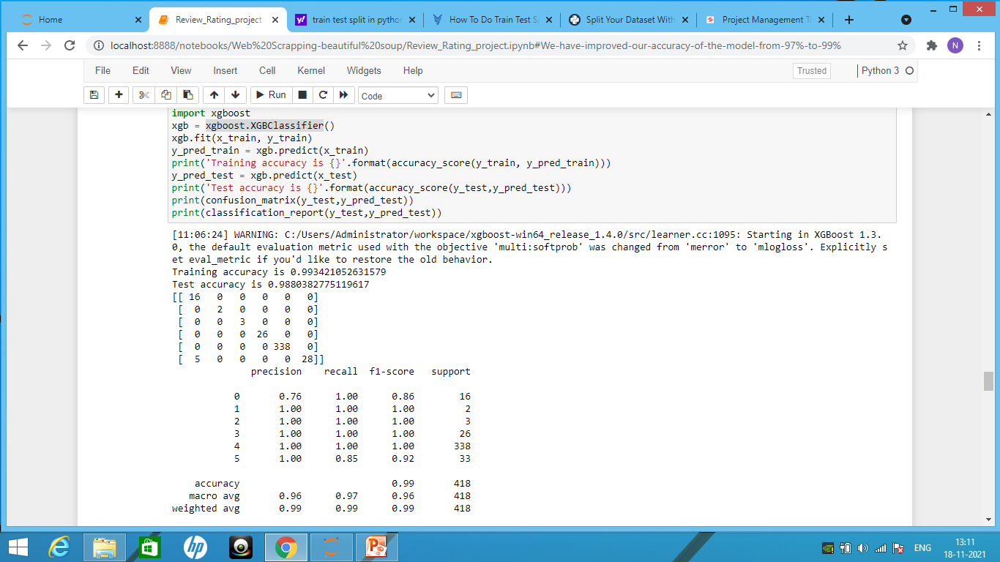 Home
Review_Rating_project
train test split in pythor
How To Do Train Test S
Split Your Dataset With
Project Management T
N
localhost:8888/notebooks/Web%20Scrapping-beautiful%20soup/Review_Rating_project.ipynb#We-have-improved-our-accuracy-of-the-model-from-97%-to-99%
File Edit View Insert Cell Kernel Widgets Help Trusted Python 3
Run Code
import xgboost
xgb = xgboost.XGBClassifier()
xgb.fit(x_train, y_train)
y_pred_train = xgb.predict(x_train)
print('Training accuracy is {}'.format(accuracy_score(y_train, y_pred_train)))
y_pred_test = xgb.predict(x_test)
print('Test accuracy is {}'.format(accuracy_score(y_test,y_pred_test)))
print(confusion_matrix(y_test,y_pred_test))
print(classification_report(y_test,y_pred_test))
[11:06:24] WARNING: C:/Users/Administrator/workspace/xgboost-win64_release_1.4.0/src/learner.cc:1095: Starting in XGBoost 1.3.
0, the default evaluation metric used with the objective 'multi:softprob' was changed from 'merror' to 'mlogloss'. Explicitly s
et eval_metric if you'd like to restore the old behavior.
Training accuracy is 0.993421052631579
Test accuracy is 0.9880382775119617
[[ 16 0 0 0 0 0]
[ 0 2 0 0 0 0]
[ 0 0 3 0 0 0]
[ 0 0 0 26 0 0]
[ 0 0 0 0 338 0]
[ 5 0 0 0 0 28]]
precision recall f1-score support
0 0.76 1.00 0.86 16
1 1.00 1.00 1.00 2
2 1.00 1.00 1.00 3
3 1.00 1.00 1.00 26
4 1.00 1.00 1.00 338
5 1.00 0.85 0.92 33
accuracy 0.99 418
macro avg 0.96 0.97 0.96 418
weighted avg 0.99 0.99 0.99 418
ENG
13:11
18-11-2021